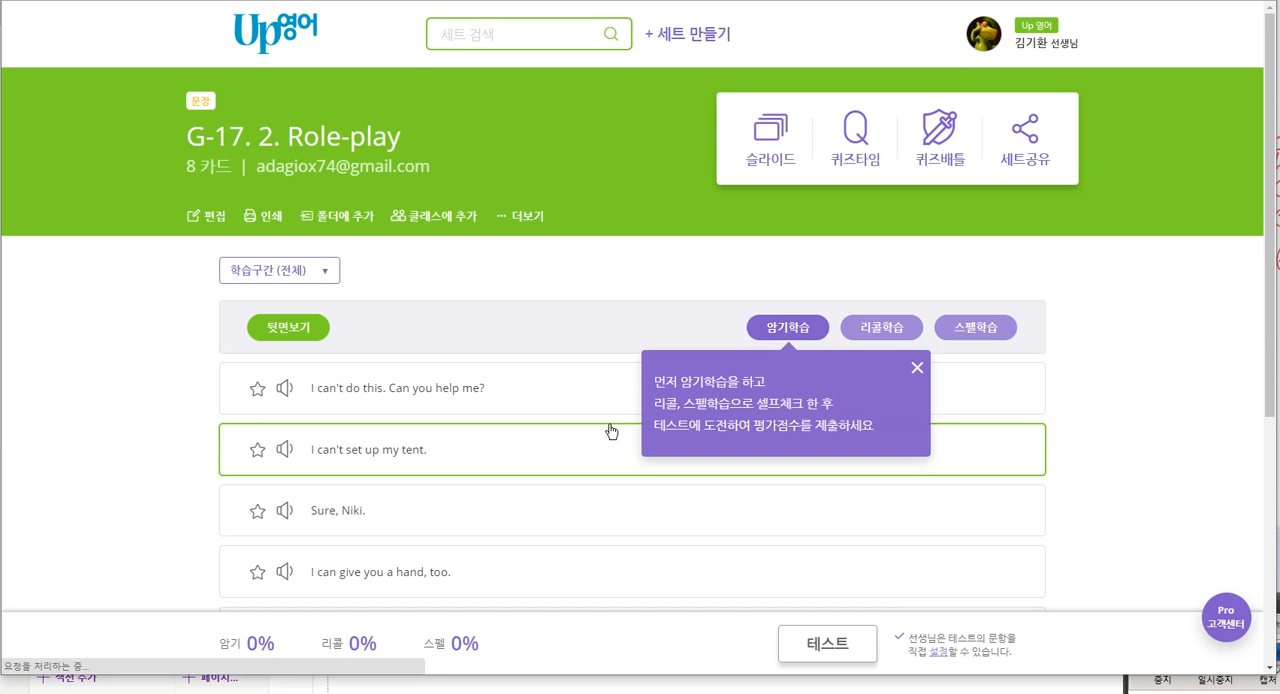 Up영어
세트 검색
+ 세트 만들기
Up 영어
김기환 선생님
문장
G-17. 2. Role-play
8 카드 | adagiox74@gmail.com
슬라이드
퀴즈타임
퀴즈배틀
세트공유
편집
인쇄
폴더에 추가
클래스에 추가
··· 더보기
학습구간 (전체) ▼
뒷면보기
암기학습
리콜학습
스펠학습
먼저 암기학습을 하고
리콜, 스펠학습으로 셀프체크 한 후
테스트에 도전하여 평가점수를 제출하세요
I can't do this. Can you help me?
I can't set up my tent.
Sure, Niki.
I can give you a hand, too.
Pro
고객센터
암기 0%
리콜 0%
스펠 0%
테스트
선생님은 테스트의 문항을
직접 설정할 수 있습니다.
요청을 처리하는 중...
+ 섹션 추가
+ 페이지...
중지
일시중지
캡처